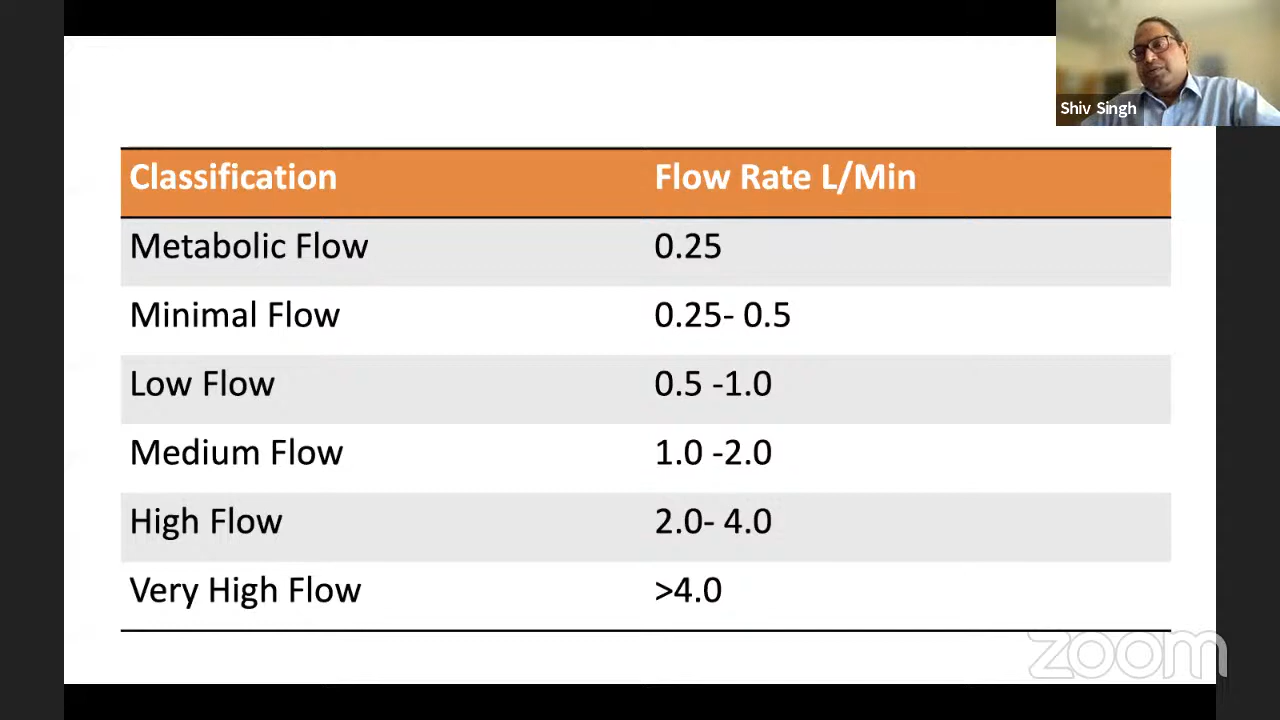 Shiv Singh
Classification Flow Rate L/Min
Metabolic Flow 0.25
Minimal Flow 0.25- 0.5
Low Flow 0.5 -1.0
Medium Flow 1.0 -2.0
High Flow 2.0- 4.0
Very High Flow >4.0
zoom